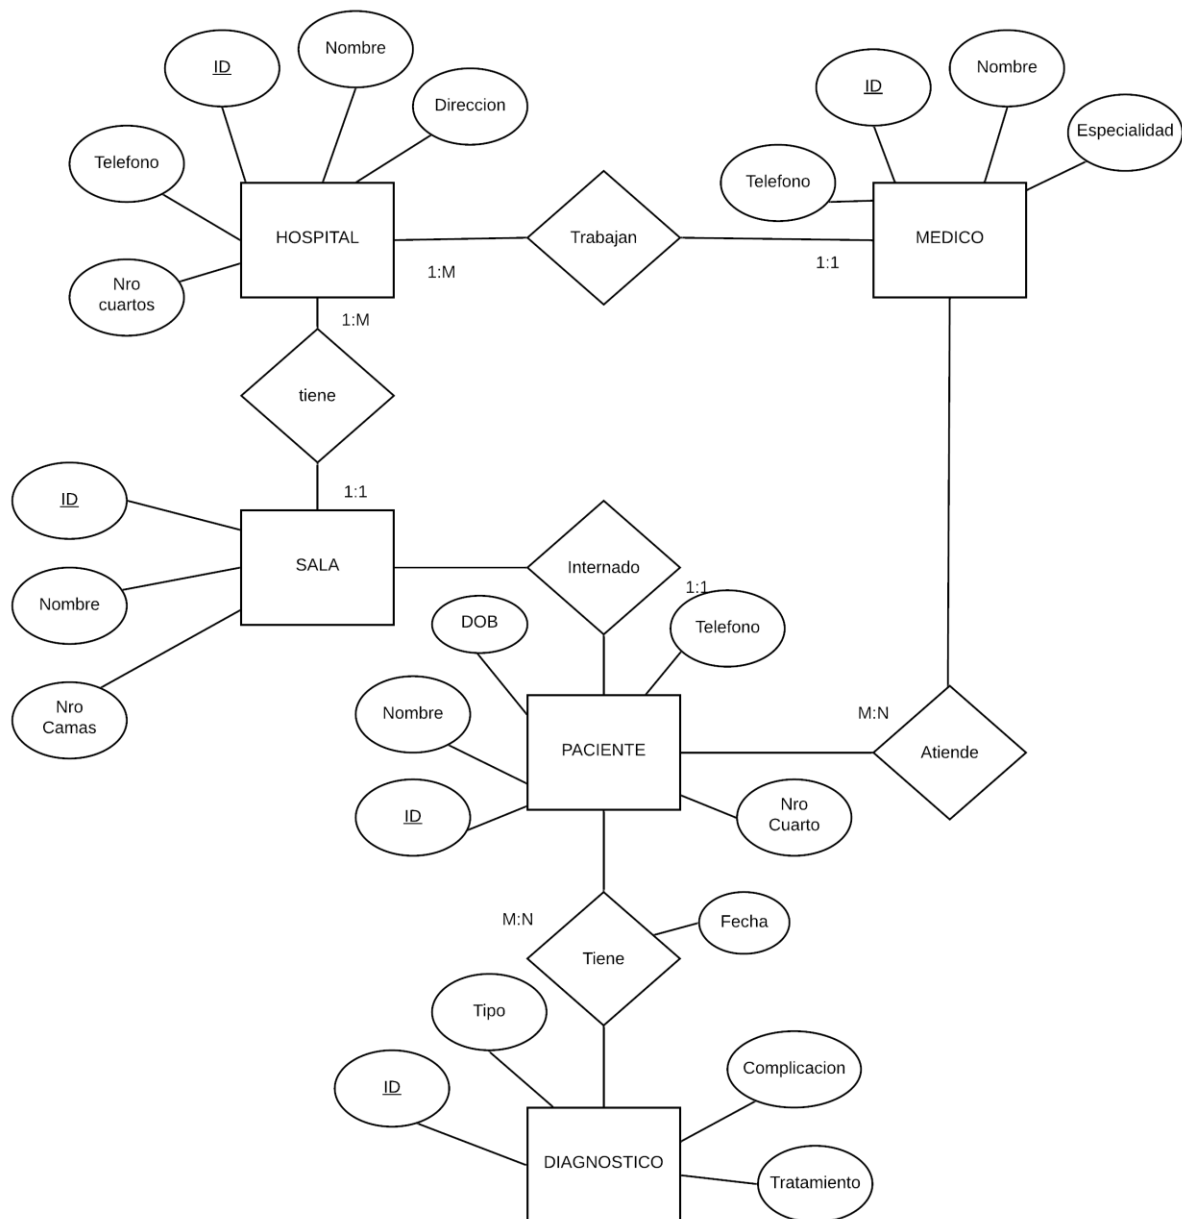 Nombre
ID
Nombre
ID
Direccion
Especialidad
Telefono
Telefono
HOSPITAL
Trabajan
MEDICO
1:M
1:1
Nro
cuartos
1:M
tiene
1:1
ID
SALA
Internado
1:1
Nombre
DOB
Telefono
Nro
Camas
Nombre
M:N
PACIENTE
Atiende
ID
Nro
Cuarto
M:N
Fecha
Tiene
Tipo
Complicacion
ID
DIAGNOSTICO
Tratamiento